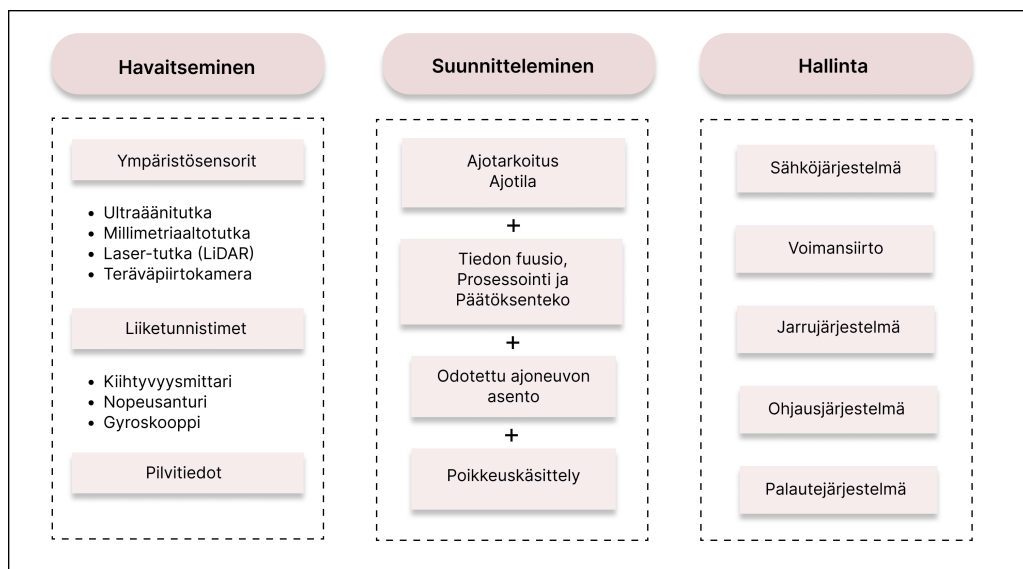 Havaitseminen
Ympäristösensorit
• Ultraäänitutka
• Millimetriaaltotutka
• Laser-tutka (LiDAR)
• Teräväpiirtokamera
Liiketunnistimet
• Kiihtyvyysmittari
• Nopeusanturi
• Gyroskooppi
Pilvitiedot
Suunnitteleminen
Ajotarkoitus
Ajotila
+
Tiedon fuusio,
Prosessointi ja
Päätöksenteko
+
Odotettu ajoneuvon
asento
+
Poikkeuskäsittely
Hallinta
Sähköjärjestelmä
Voimansiirto
Jarrujärjestelmä
Ohjausjärjestelmä
Palautejärjestelmä